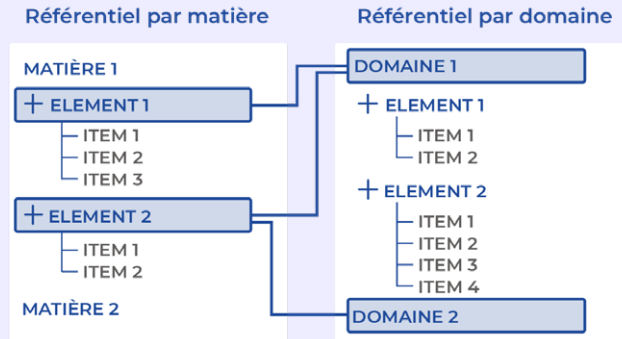 Référentiel par matière
MATIÈRE 1
+ ELEMENT 1
ITEM 1
ITEM 2
ITEM 3
+ ELEMENT 2
ITEM 1
ITEM 2
MATIÈRE 2
Référentiel par domaine
DOMAINE 1
+ ELEMENT 1
ITEM 1
ITEM 2
+ ELEMENT 2
ITEM 1
ITEM 2
ITEM 3
ITEM 4
DOMAINE 2